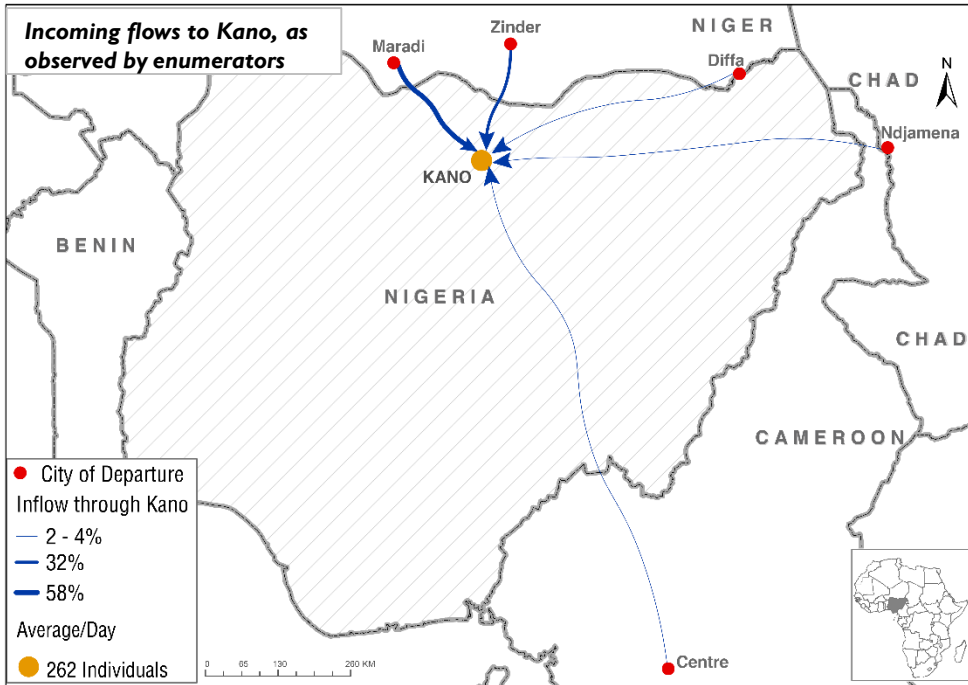 Incoming flows to Kano, as
observed by enumerators
Zinder
Maradi
NIGER
Diffa
CHAD
N
Ndjamena
KANO
BENIN
NIGERIA
CHAD
CAMEROON
City of Departure
Inflow through Kano
2 - 4%
32%
58%
Average/Day
262 Individuals
0 65 130 260 KM
Centre